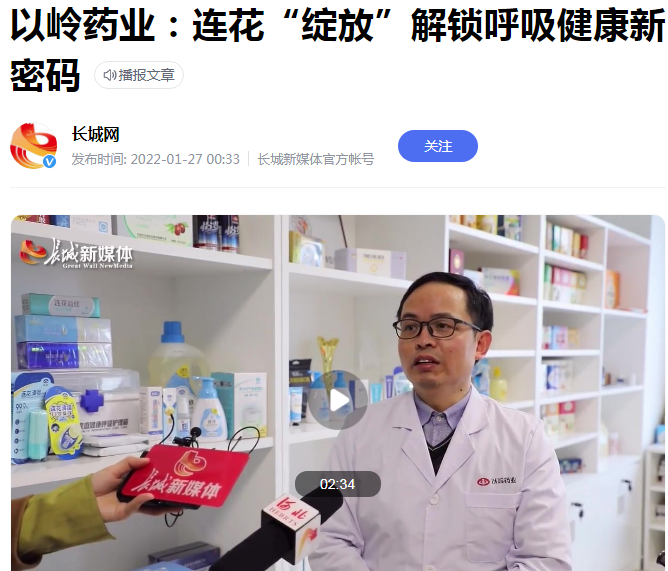 以岭药业：连花“绽放”解锁呼吸健康新
密码 播报文章
长城网
发布时间: 2022-01-27 00:33 长城新媒体官方帐号
关注
长城新媒体
Great Wall NewMedia
连花清瘟
长城新媒体
02:34
河北
HEBRTS
以岭药业